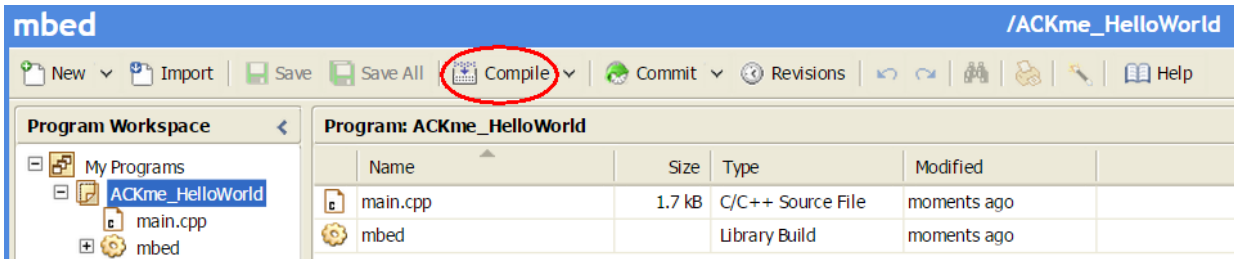 mbed /ACKme_HelloWorld
New Import Save Save All Compile Commit Revisions Help
Program Workspace Program: ACKme_HelloWorld
My Programs Name Size Type Modified
ACKme_HelloWorld main.cpp 1.7 kB C/C++ Source File moments ago
main.cpp
mbed mbed Library Build moments ago